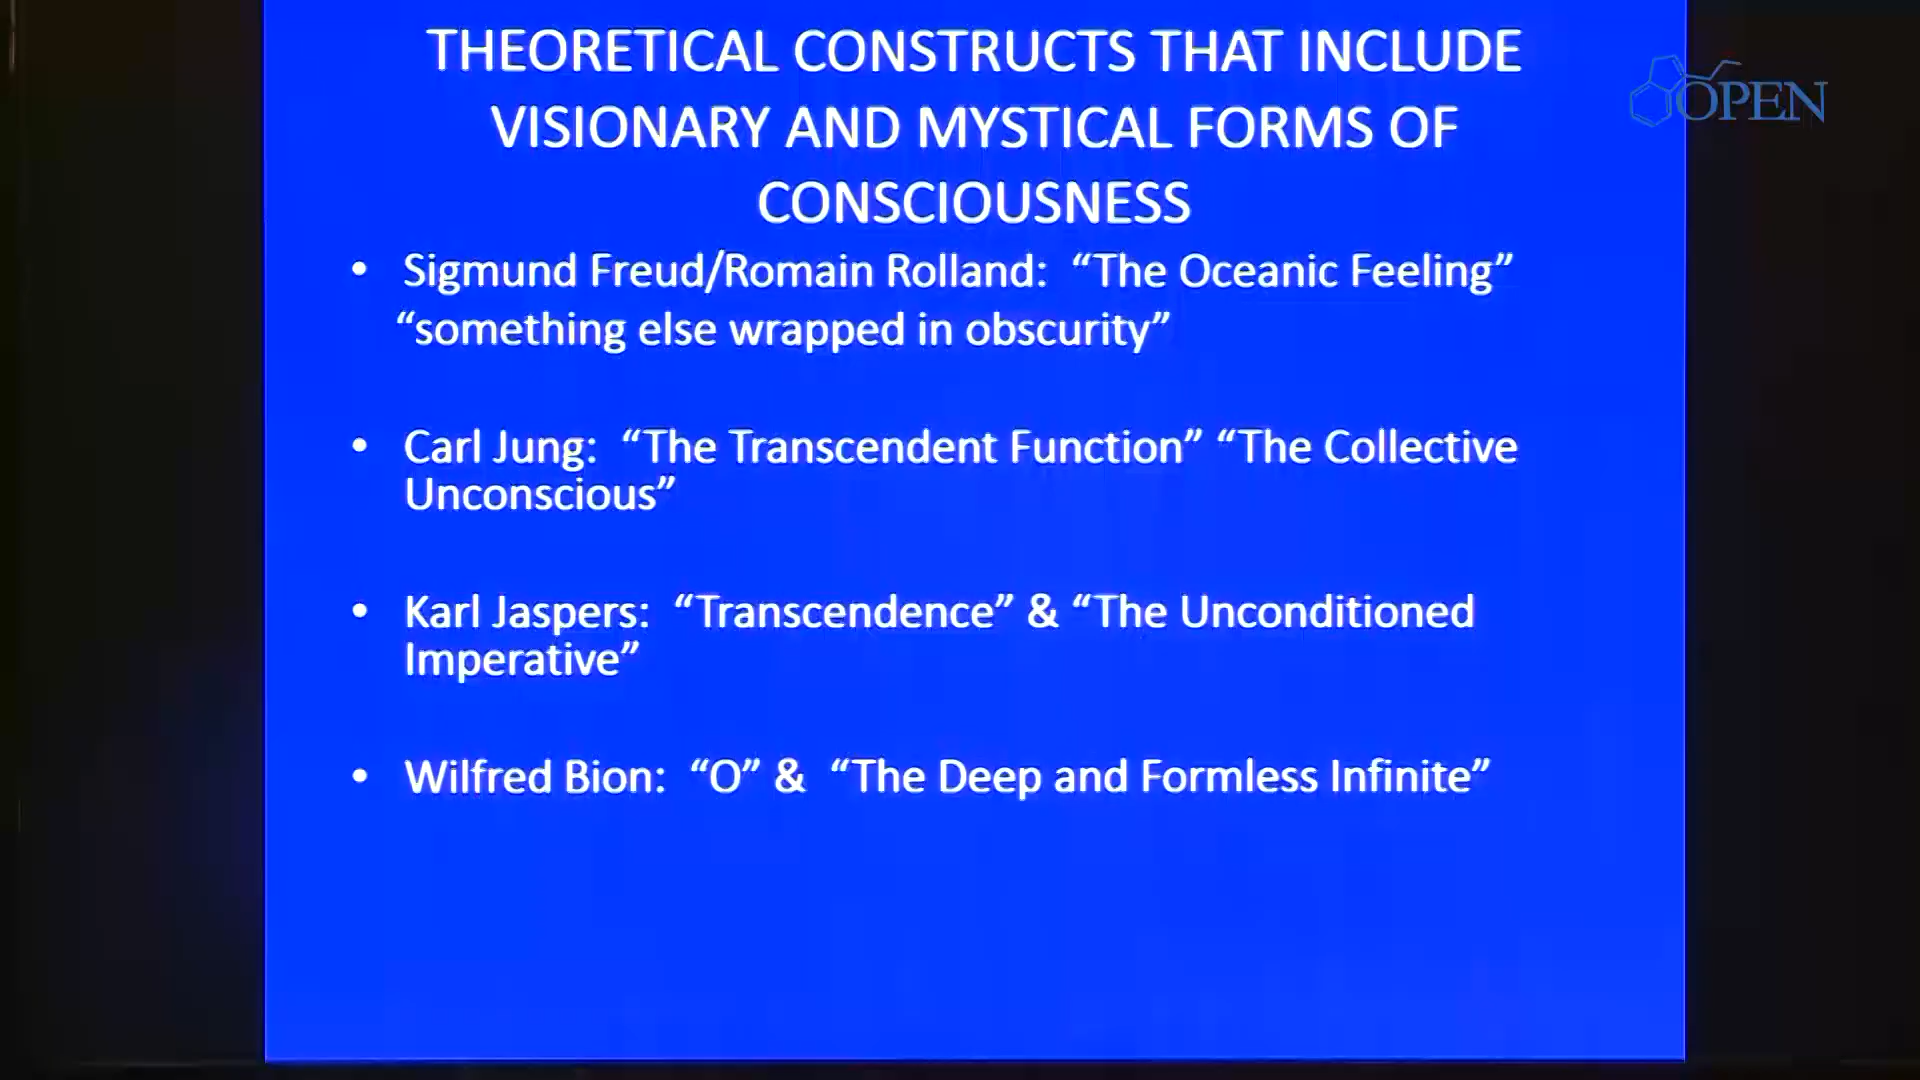 THEORETICAL CONSTRUCTS THAT INCLUDE
VISIONARY AND MYSTICAL FORMS OF
CONSCIOUSNESS
OPEN
• Sigmund Freud/Romain Rolland: “The Oceanic Feeling”
“something else wrapped in obscurity”
• Carl Jung: “The Transcendent Function” “The Collective
Unconscious”
• Karl Jaspers: “Transcendence” & “The Unconditioned
Imperative”
• Wilfred Bion: “O” & “The Deep and Formless Infinite”